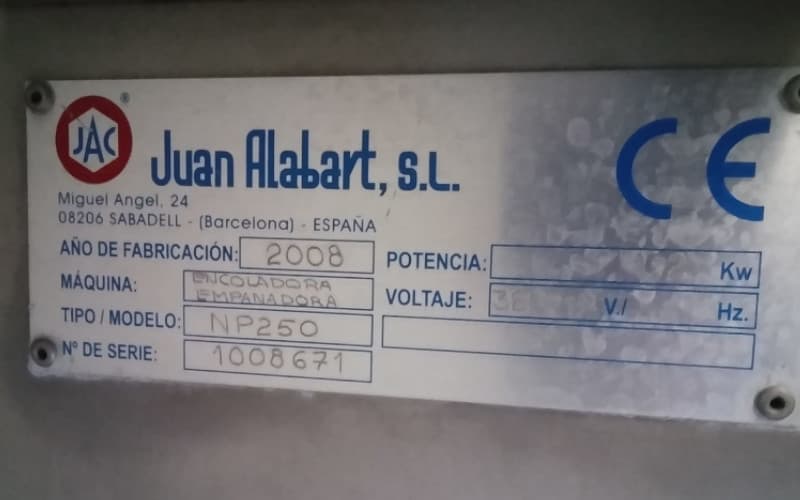 JAC ®
Juan Alabart, s.L.
Miguel Angel, 24
08206 SABADELL - (Barcelona) - ESPAÑA
CE
AÑO DE FABRICACIÓN: 2008
MÁQUINA: ENCOLADORA
EMPANADORA
TIPO / MODELO: NP250
Nº DE SERIE: 1008671
POTENCIA: Kw
VOLTAJE: V./ Hz.